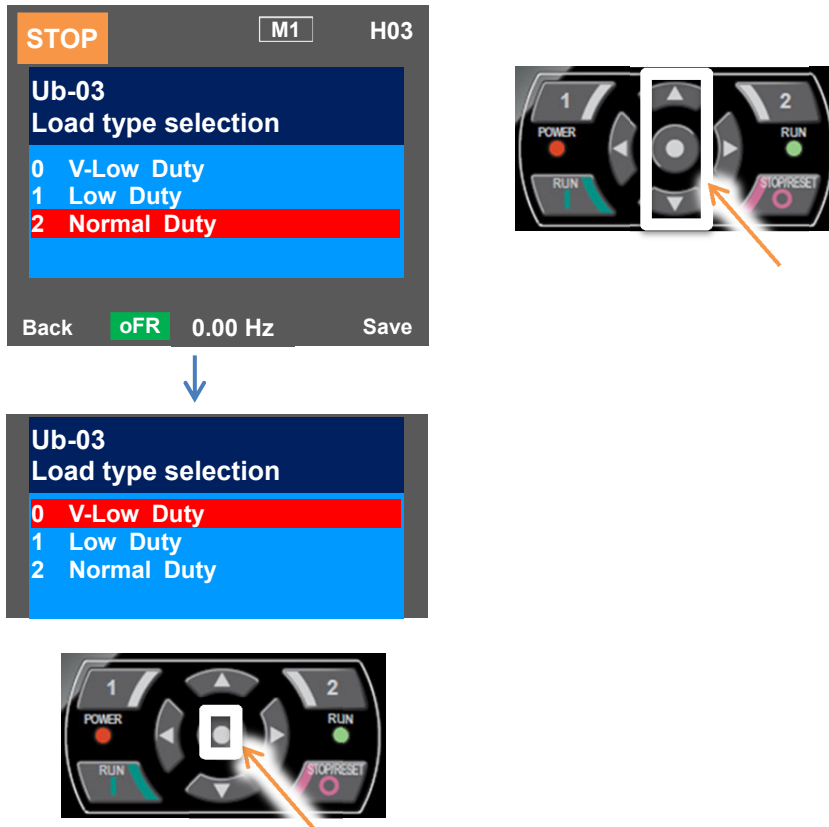 STOP M1 H03
Ub-03
Load type selection
0 V-Low Duty
1 Low Duty
2 Normal Duty
Back oFR 0.00 Hz Save
1 2
POWER RUN
RUN STOP/RESET
Ub-03
Load type selection
0 V-Low Duty
1 Low Duty
2 Normal Duty
1 2
POWER RUN
RUN STOP/RESET